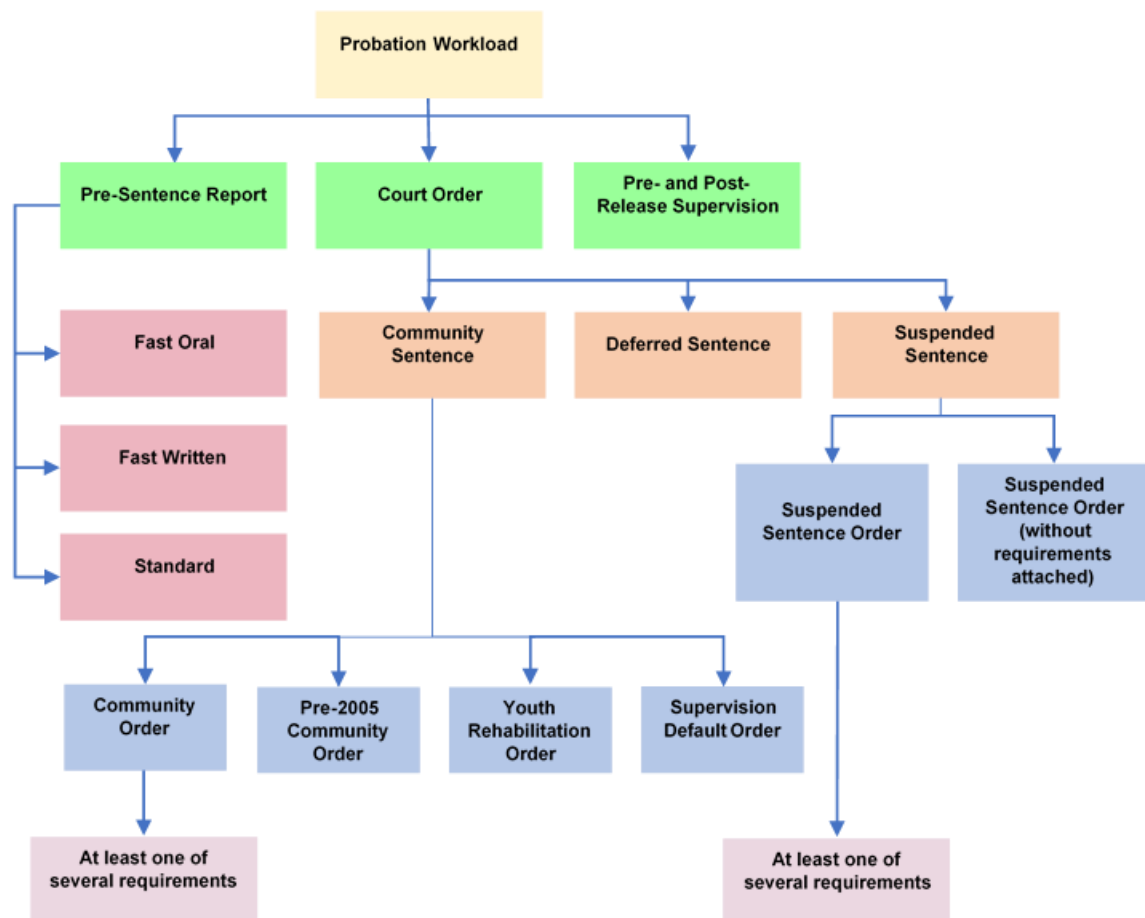 Probation Workload
Pre-Sentence Report
Court Order
Pre- and Post-
Release Supervision
Fast Oral
Fast Written
Standard
Community
Sentence
Deferred Sentence
Suspended
Sentence
Suspended
Sentence Order
Suspended
Sentence Order
(without
requirements
attached)
Community
Order
Pre-2005
Community
Order
Youth
Rehabilitation
Order
Supervision
Default Order
At least one of
several requirements
At least one of
several requirements